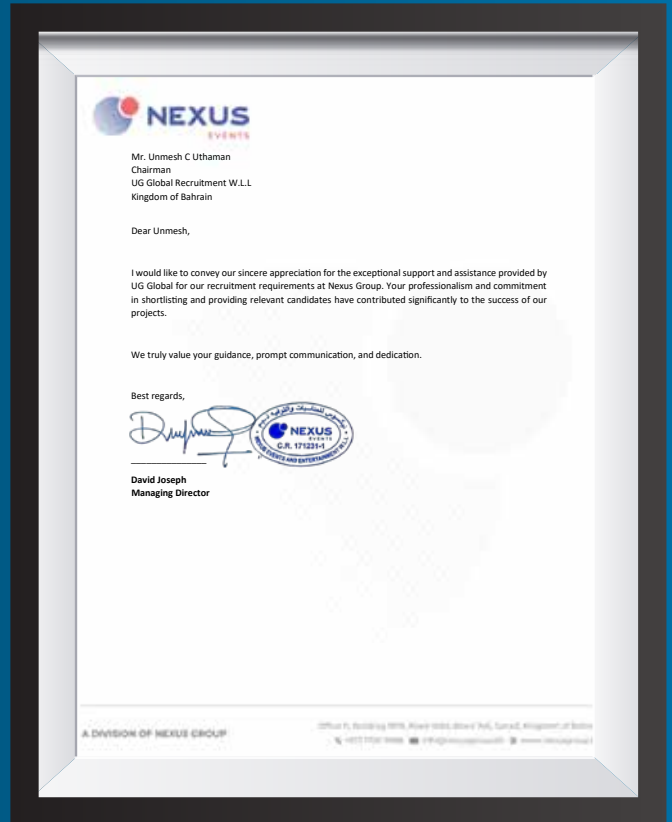 NEXUS
EVENTS
Mr. Unmesh C Uthaman
Chairman
UG Global Recruitment W.L.L
Kingdom of Bahrain
Dear Unmesh,
I would like to convey our sincere appreciation for the exceptional support and assistance provided by
UG Global for our recruitment requirements at Nexus Group. Your professionalism and commitment
in shortlisting and providing relevant candidates have contributed significantly to the success of our
projects.
We truly value your guidance, prompt communication, and dedication.
Best regards,
NEXUS
EVENTS
C.R. 171231-1
NEXUS EVENTS AND ENTERTAINMENT W.L.L
David Joseph
Managing Director
A DIVISION OF NEXUS GROUP